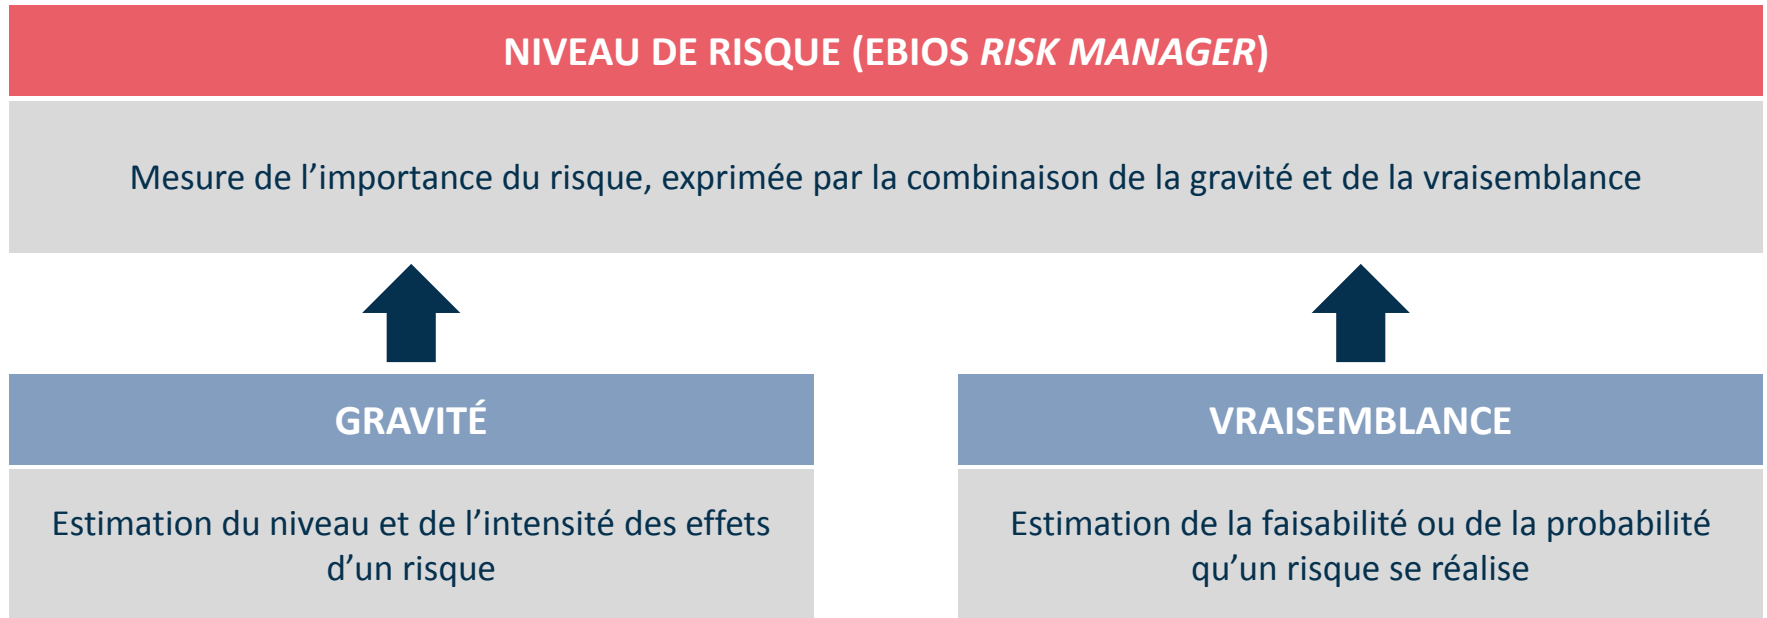 NIVEAU DE RISQUE (EBIOS RISK MANAGER)
Mesure de l’importance du risque, exprimée par la combinaison de la gravité et de la vraisemblance
GRAVITÉ
Estimation du niveau et de l’intensité des effets
d’un risque
VRAISEMBLANCE
Estimation de la faisabilité ou de la probabilité
qu’un risque se réalise